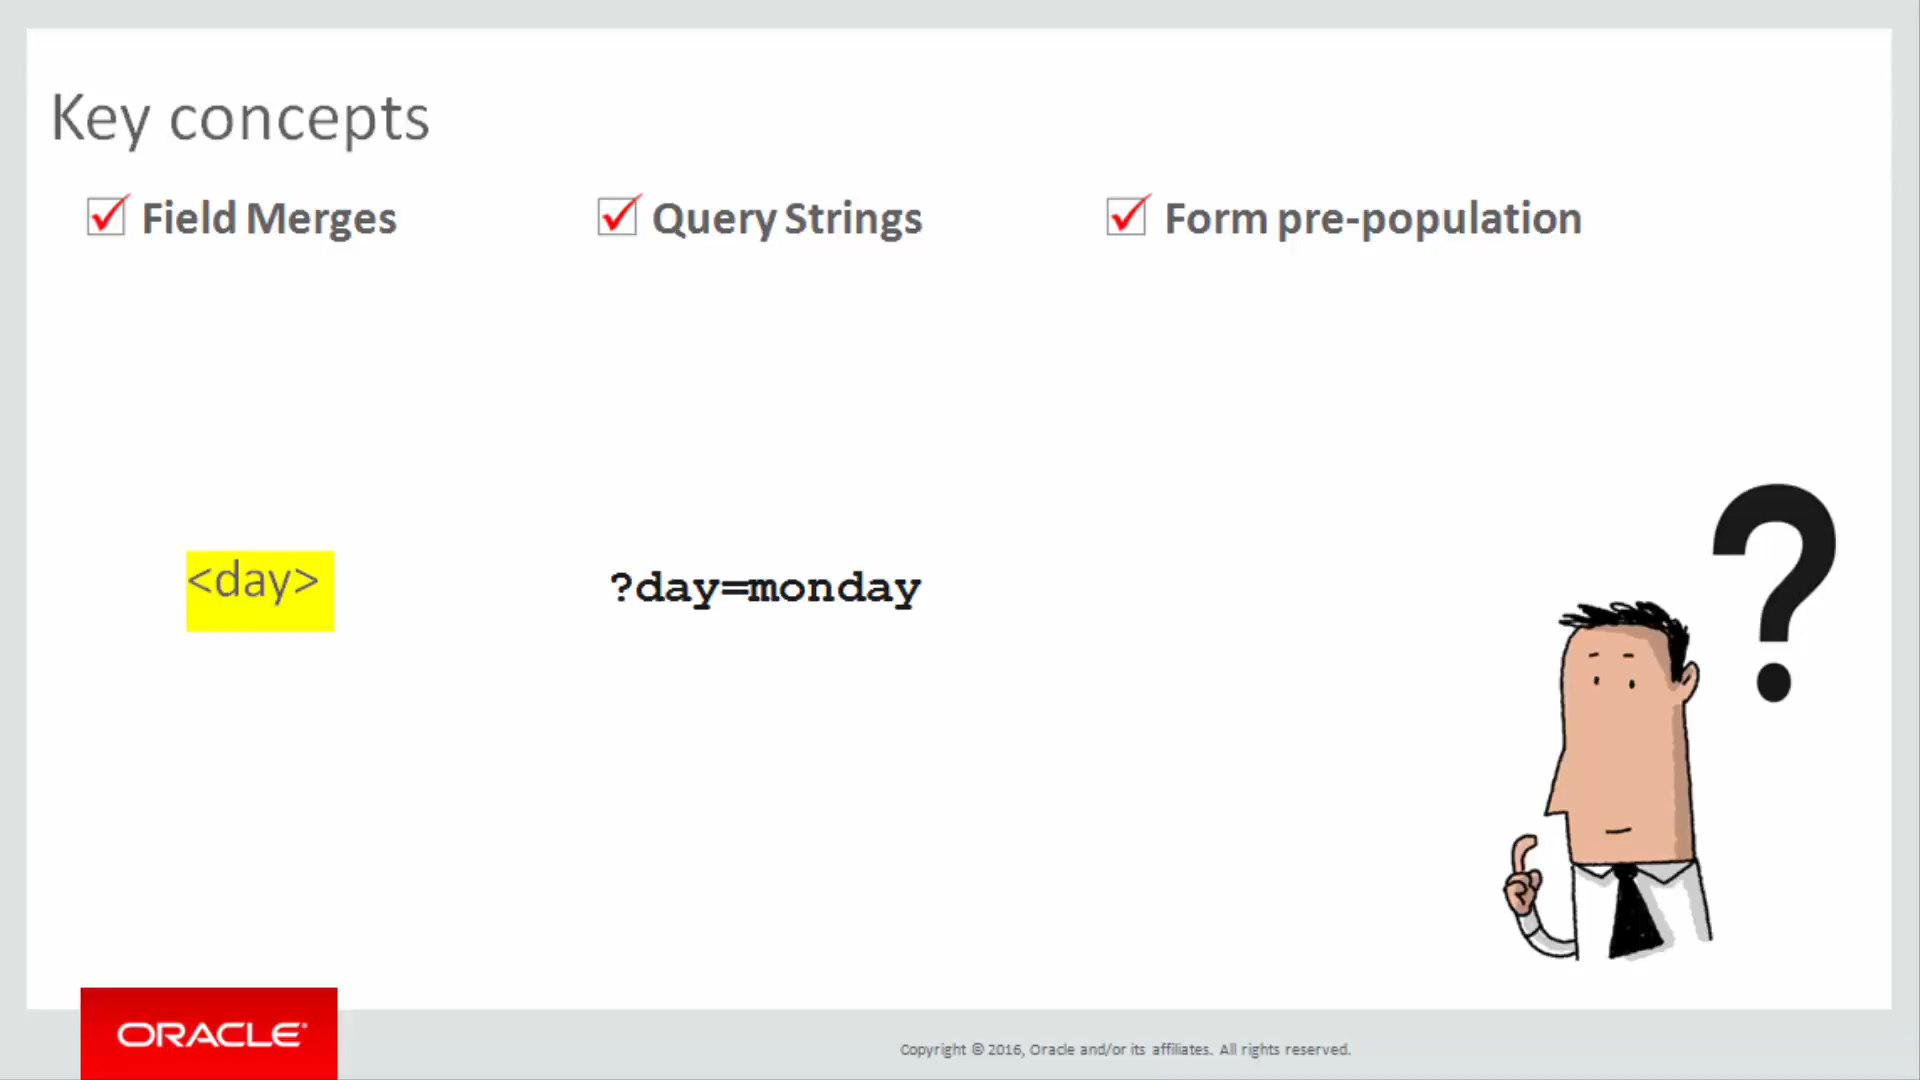 Key concepts
Field Merges
Query Strings
Form pre-population
<day>
?day=monday
?
ORACLE
Copyright © 2016, Oracle and/or its affiliates. All rights reserved.